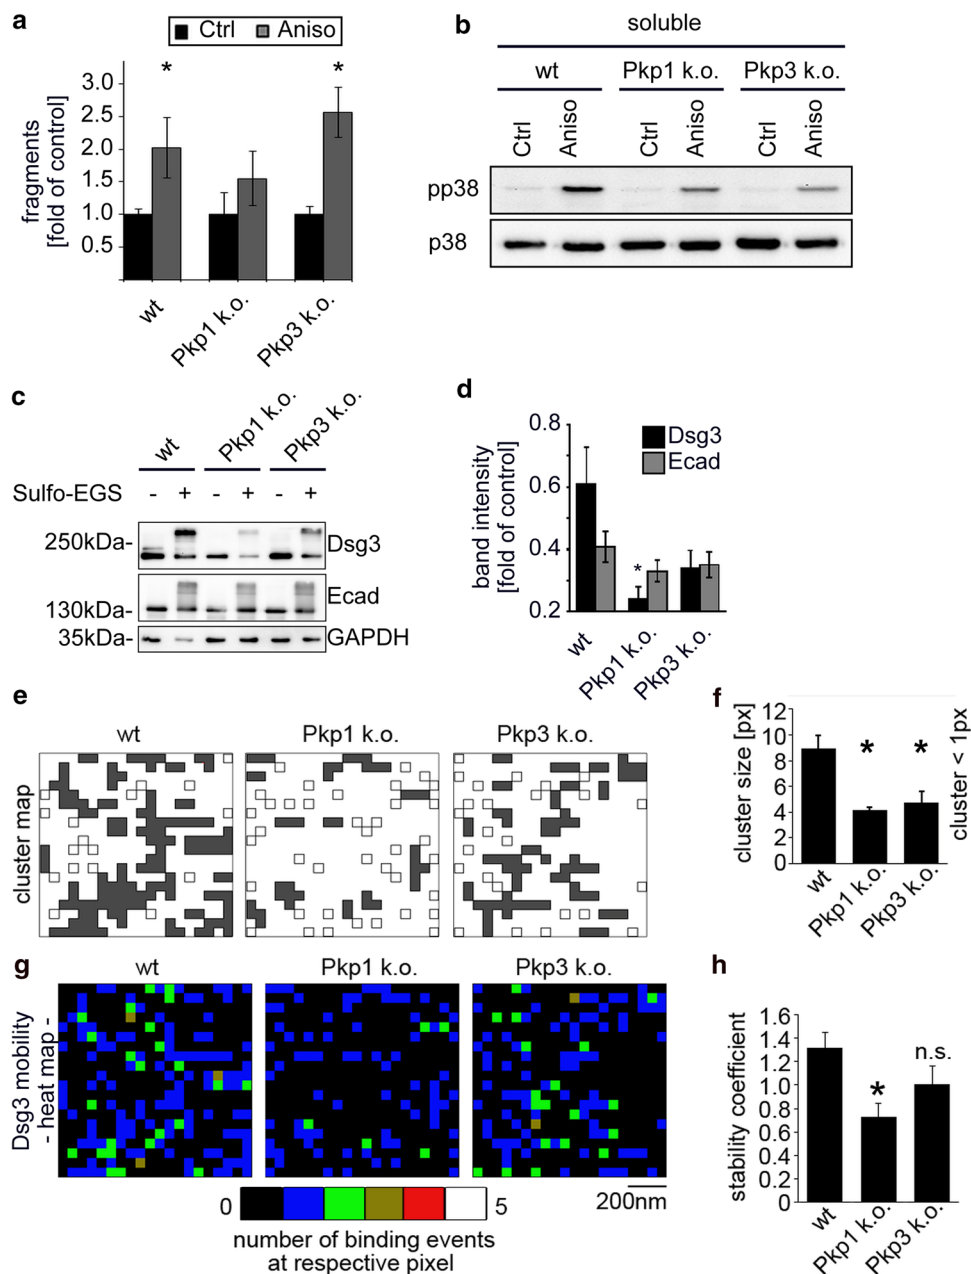 a
Ctrl Aniso
fragments
[fold of control]
3.0
2.5
2.0
1.5
1.0
0.5
*
*
wt
Pkp1 k.o.
Pkp3 k.o.
b
soluble
wt Pkp1 k.o. Pkp3 k.o.
Ctrl Aniso Ctrl Aniso Ctrl Aniso
pp38
p38
c
wt Pkp1 k.o. Pkp3 k.o.
Sulfo-EGS - + - + - +
250kDa- Dsg3
Ecad
130kDa-
35kDa- GAPDH
d
band intensity
[fold of control]
0.8
0.6
0.4
0.2
Dsg3
Ecad
*
wt
Pkp1 k.o.
Pkp3 k.o.
e
wt Pkp1 k.o. Pkp3 k.o.
cluster map
f
cluster size [px]
12
10
8
6
4
2
0
* *
cluster < 1px
wt
Pkp1 k.o.
Pkp3 k.o.
g
wt Pkp1 k.o. Pkp3 k.o.
Dsg3 mobility
- heat map -
0 5
200nm
number of binding events
at respective pixel
h
stability coefficient
1.6
1.4
1.2
1.0
0.8
0.6
0.4
0.2
0
*
n.s.
wt
Pkp1 k.o.
Pkp3 k.o.